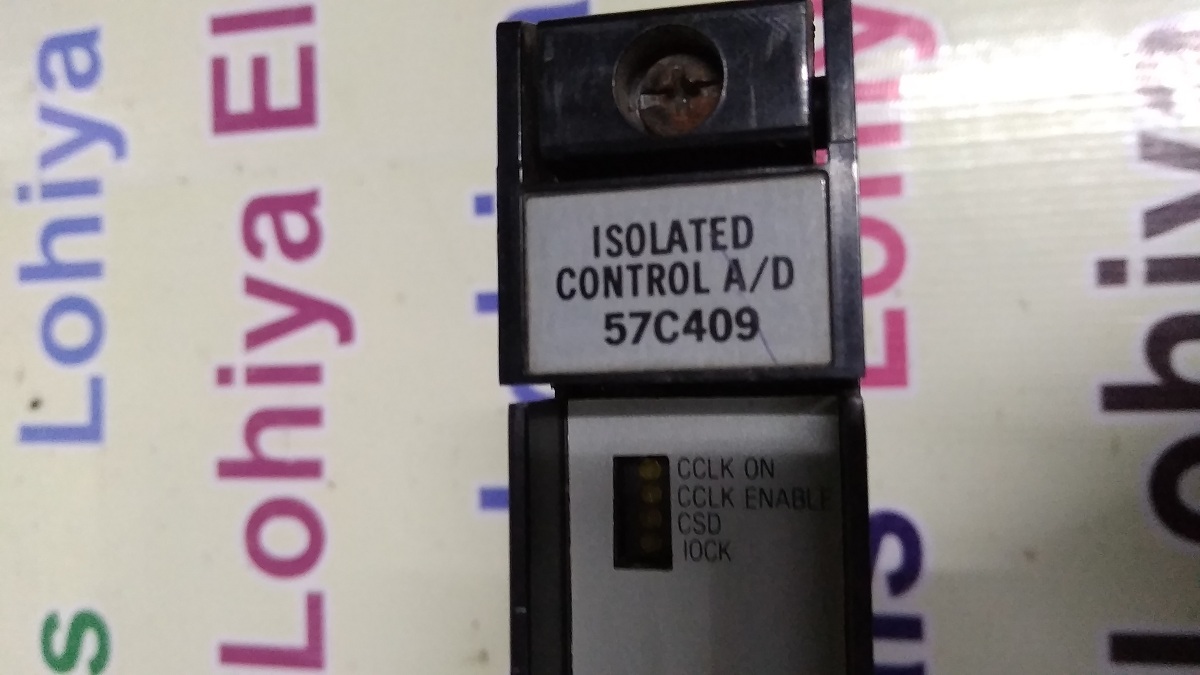 ISOLATED
CONTROL A/D
57C409
CCLK ON
CCLK ENABLE
CSD
IOCK
Lohiya
Lohiya El
Lohiya